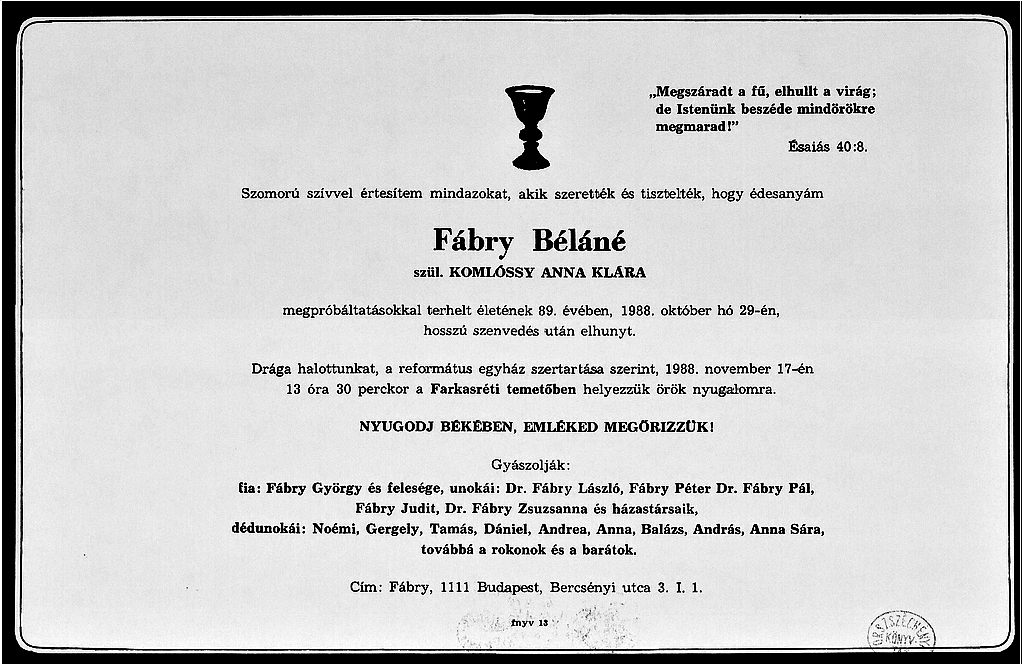 „Megszáradt a fű, elhullt a virág;
de Istenünk beszéde mindörökre
megmarad!”
Ésaiás 40:8.
Szomorú szívvel értesítem mindazokat, akik szerették és tisztelték, hogy édesanyám
Fábry Béláné
szül. KOMLÓSSY ANNA KLÁRA
megpróbáltatásokkal terhelt életének 89. évében, 1988. október hó 29-én,
hosszú szenvedés után elhunyt.
Drága halottunkat, a református egyház szertartása szerint, 1988. november 17-én
13 óra 30 perckor a Farkasréti temetőben helyezzük örök nyugalomra.
NYUGODJ BÉKÉBEN, EMLÉKED MEGŐRIZZÜK!
Gyászolják:
fia: Fábry György és felesége, unokái: Dr. Fábry László, Fábry Péter Dr. Fábry Pál,
Fábry Judit, Dr. Fábry Zsuzsanna és házastársaik,
dédunokái: Noémi, Gergely, Tamás, Dániel, Andrea, Anna, Balázs, András, Anna Sára,
továbbá a rokonok és a barátok.
Cím: Fábry, 1111 Budapest, Bercsényi utca 3. I. 1.
fnyv 13